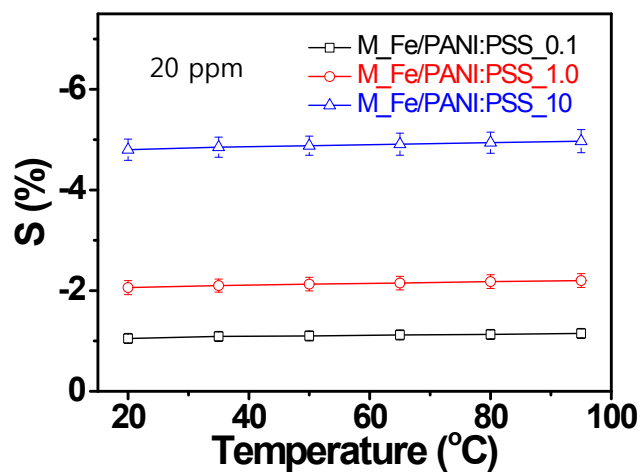 M_Fe/PANI:PSS_0.1
20 ppm
M_Fe/PANI:PSS_1.0
M_Fe/PANI:PSS_10
-6
-4
-2
0
S (%)
20 40 60 80 100
Temperature (°C)